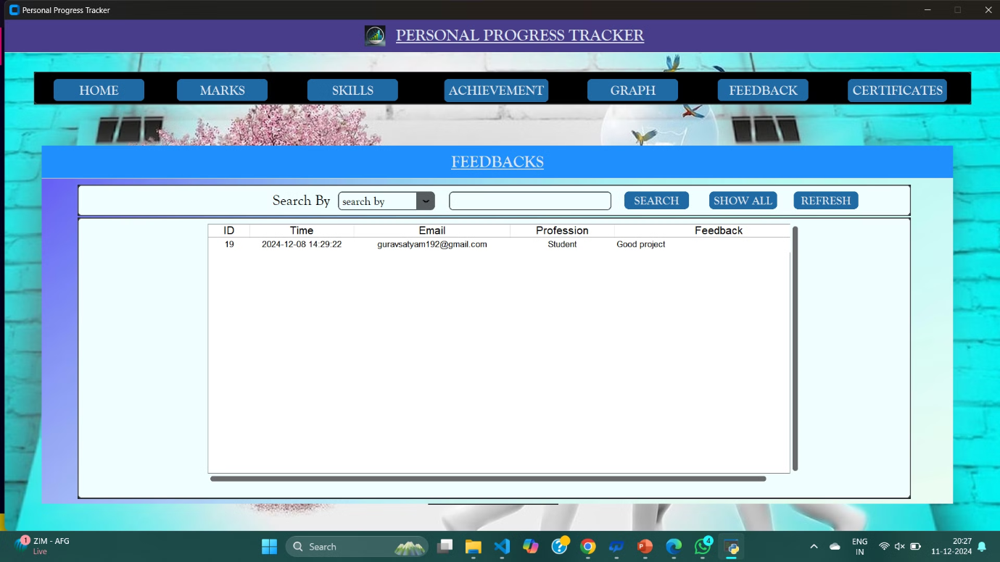 Personal Progress Tracker
PERSONAL PROGRESS TRACKER
HOME MARKS SKILLS ACHIEVEMENT GRAPH FEEDBACK CERTIFICATES
FEEDBACKS
Search By search by SEARCH SHOW ALL REFRESH
ID Time Email Profession Feedback
19 2024-12-08 14:29:22 guravsatyam192@gmail.com Student Good project
1 ZIM - AFG
Live
Search
4
ENG
IN
20:27
11-12-2024